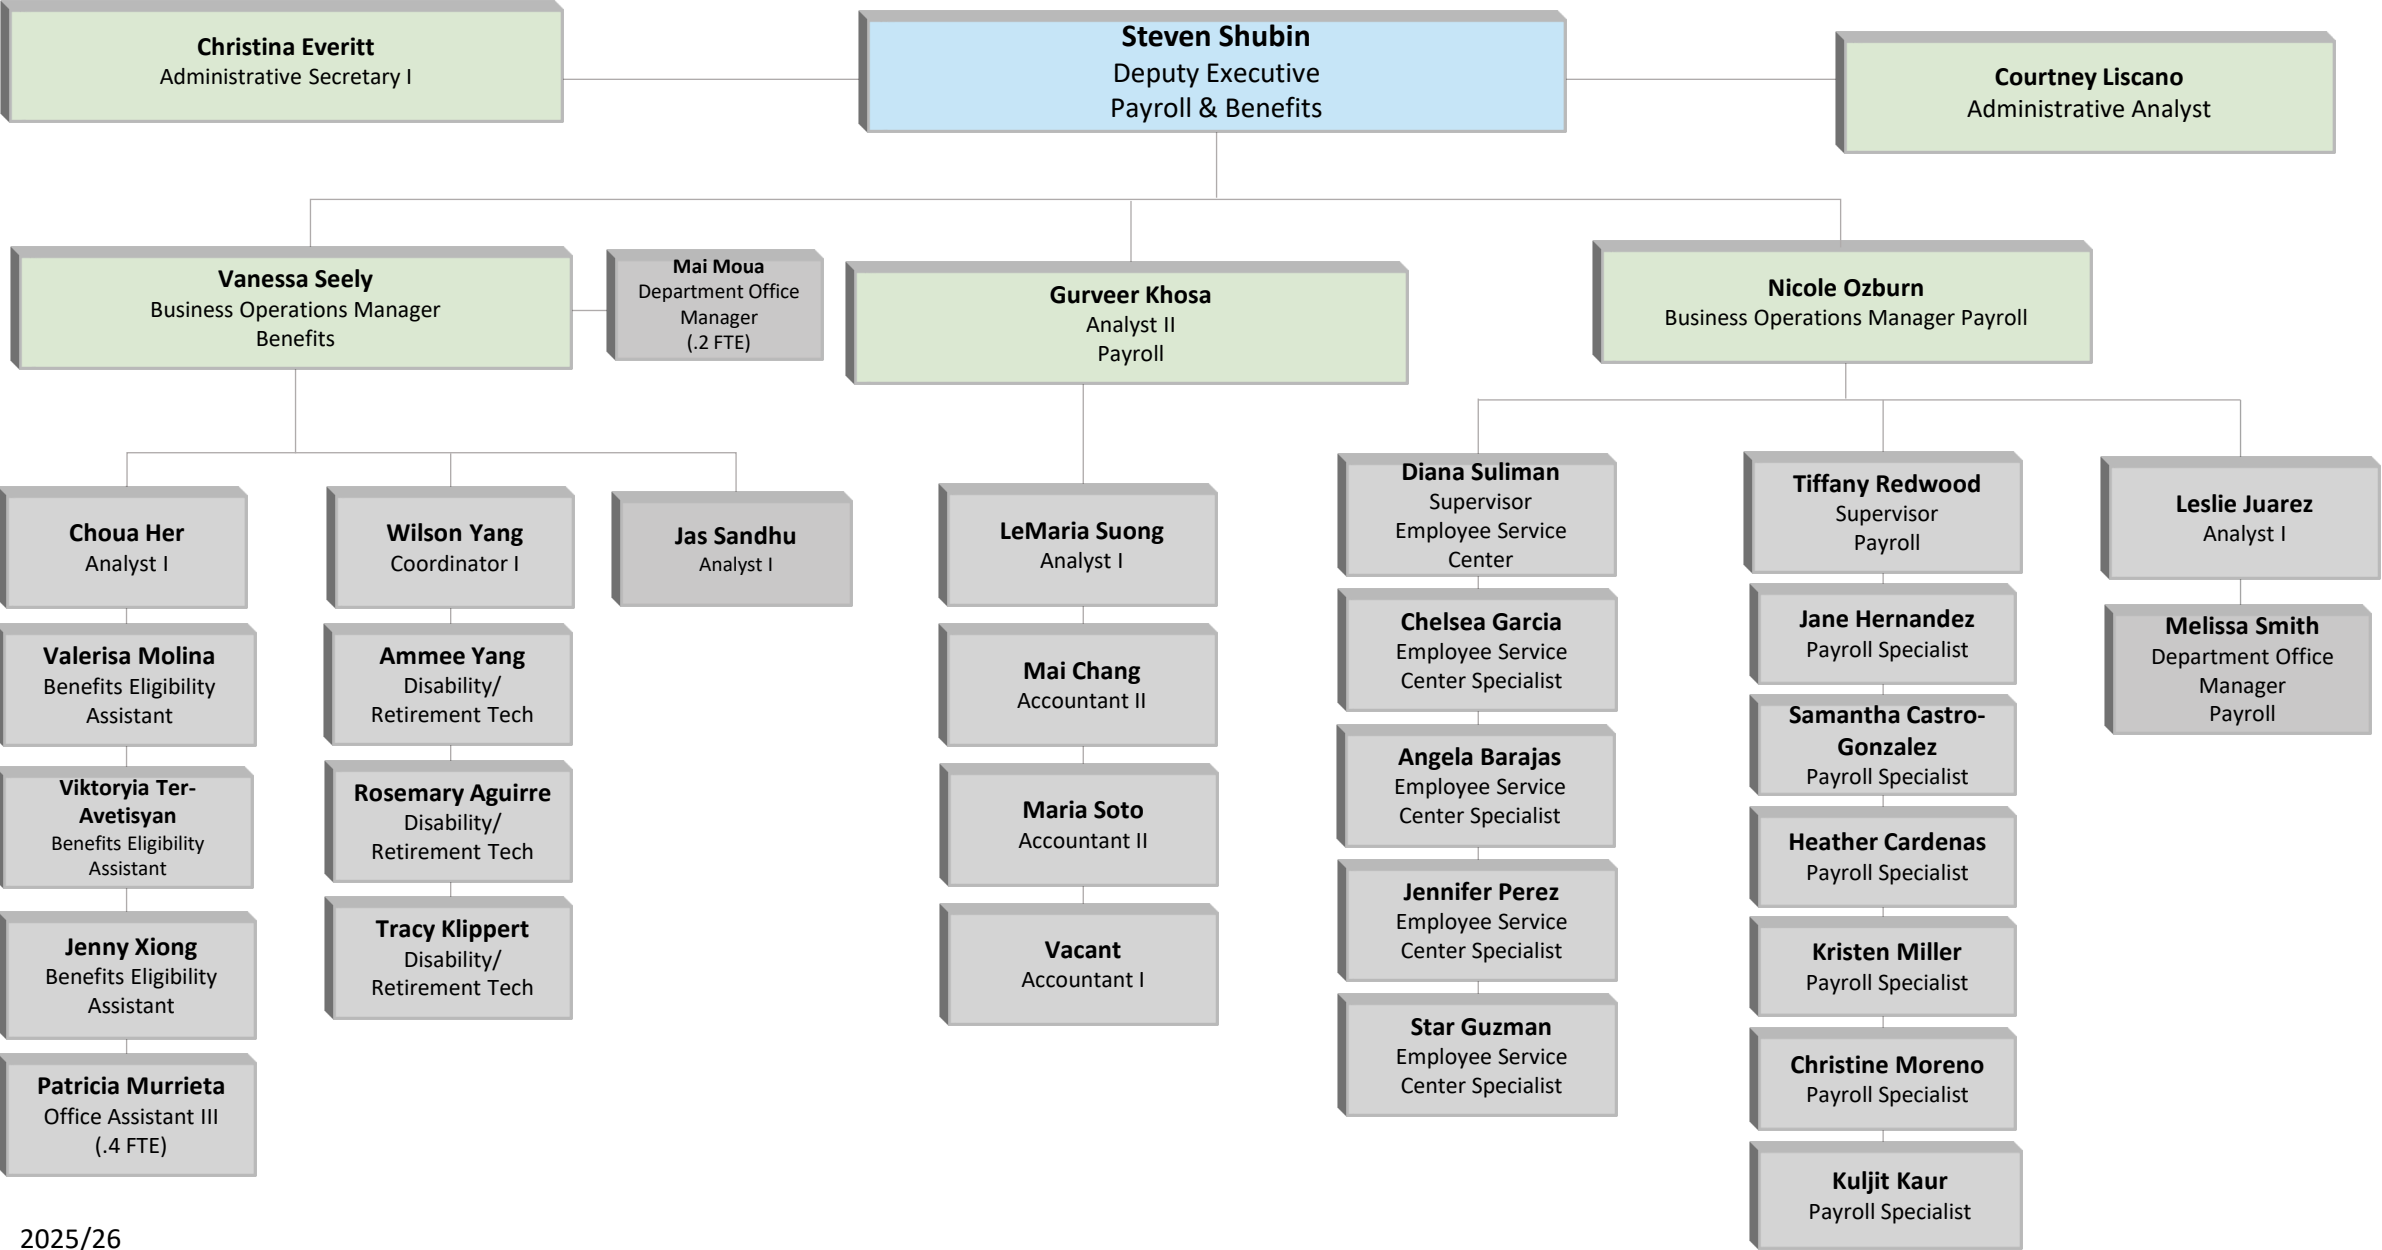 Christina Everitt
Administrative Secretary I
Steven Shubin
Deputy Executive
Payroll & Benefits
Courtney Liscano
Administrative Analyst
Vanessa Seely
Business Operations Manager
Benefits
Mai Moua
Department Office
Manager
(.2 FTE)
Gurveer Khosa
Analyst II
Payroll
Nicole Ozburn
Business Operations Manager Payroll
Choua Her
Analyst I
Valerisa Molina
Benefits Eligibility
Assistant
Viktoryia Ter-
Avetisyan
Benefits Eligibility
Assistant
Jenny Xiong
Benefits Eligibility
Assistant
Patricia Murrieta
Office Assistant III
(.4 FTE)
Wilson Yang
Coordinator I
Ammee Yang
Disability/
Retirement Tech
Rosemary Aguirre
Disability/
Retirement Tech
Tracy Klippert
Disability/
Retirement Tech
Jas Sandhu
Analyst I
LeMaria Suong
Analyst I
Mai Chang
Accountant II
Maria Soto
Accountant II
Vacant
Accountant I
Diana Suliman
Supervisor
Employee Service
Center
Chelsea Garcia
Employee Service
Center Specialist
Angela Barajas
Employee Service
Center Specialist
Jennifer Perez
Employee Service
Center Specialist
Star Guzman
Employee Service
Center Specialist
Tiffany Redwood
Supervisor
Payroll
Jane Hernandez
Payroll Specialist
Samantha Castro-
Gonzalez
Payroll Specialist
Heather Cardenas
Payroll Specialist
Kristen Miller
Payroll Specialist
Christine Moreno
Payroll Specialist
Kuljit Kaur
Payroll Specialist
Leslie Juarez
Analyst I
Melissa Smith
Department Office
Manager
Payroll
2025/26